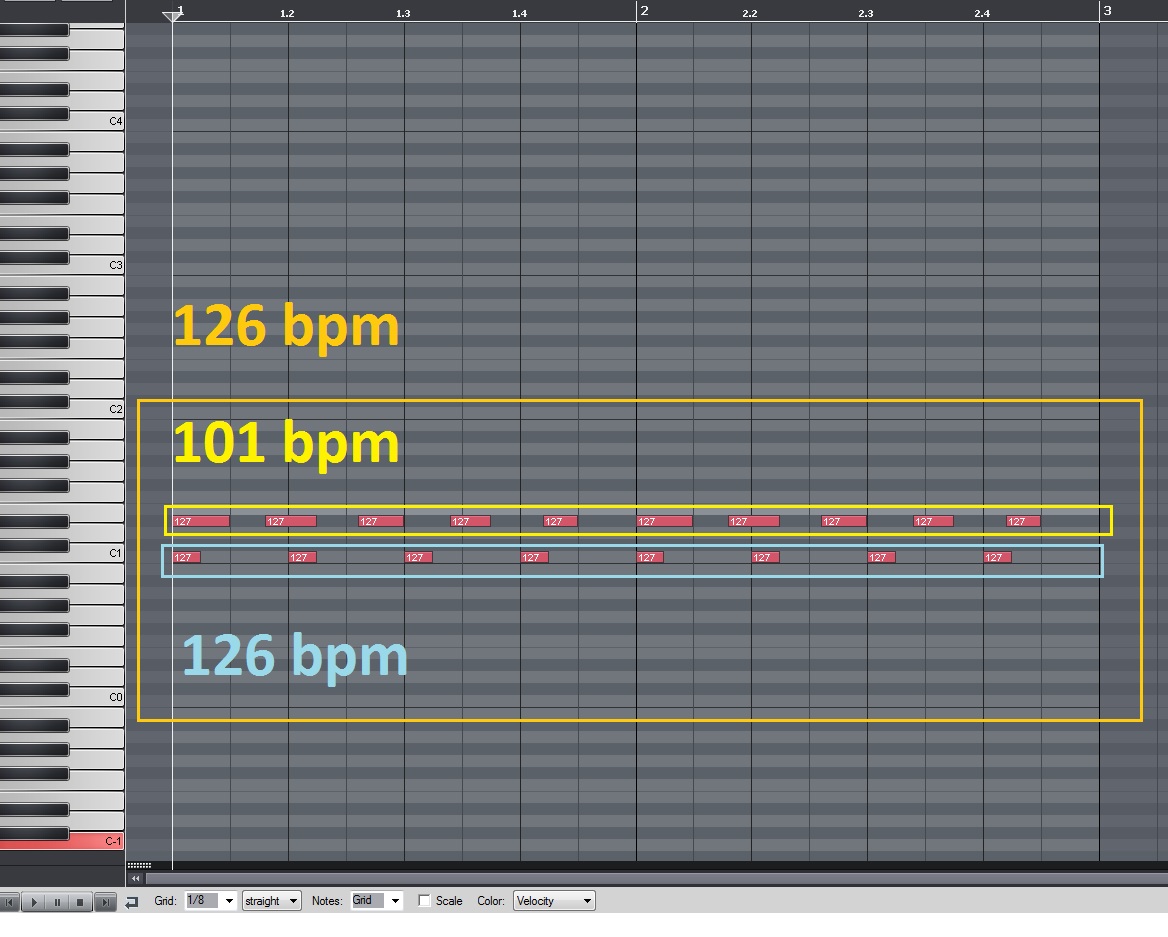 1 1.2 1.3 1.4 2 2.2 2.3 2.4 3
C4
C3
126 bpm
C2
101 bpm
127 127 127 127 127 127 127 127 127 127
C1 127 127 127 127 127 127 127 127
126 bpm
C0
C-1
Grid: 1/8 straight Notes: Grid Scale Color: Velocity